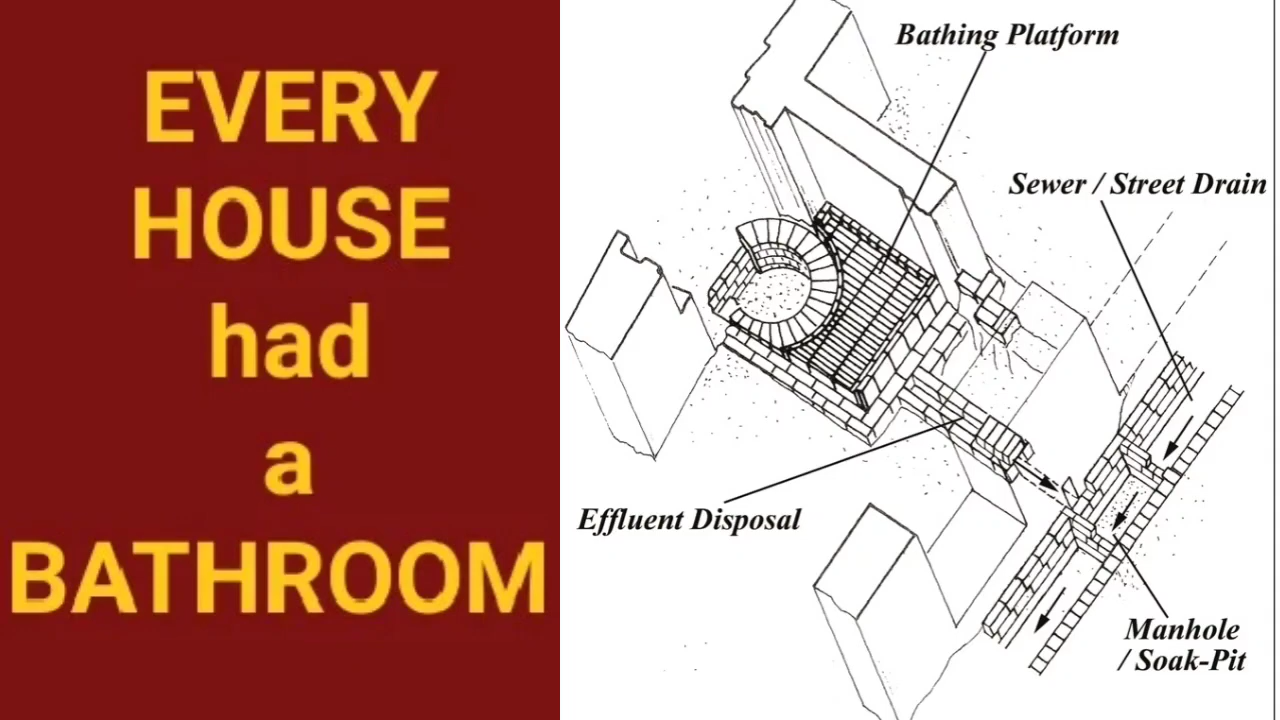 EVERY
HOUSE
had
a
BATHROOM
Bathing Platform
Sewer / Street Drain
Effluent Disposal
Manhole
/ Soak-Pit